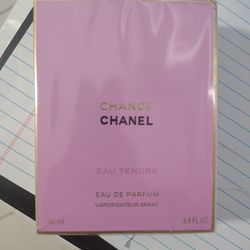 CHANCE
CHANEL
EAU TENDRE
EAU DE PARFUM
VAPORISATEUR SPRAY
100 ml 3.4 FL.OZ